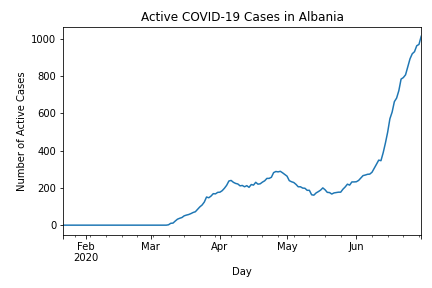 Active COVID-19 Cases in Albania
Number of Active Cases
1000
800
600
400
200
0
Feb Mar Apr May Jun
2020
Day